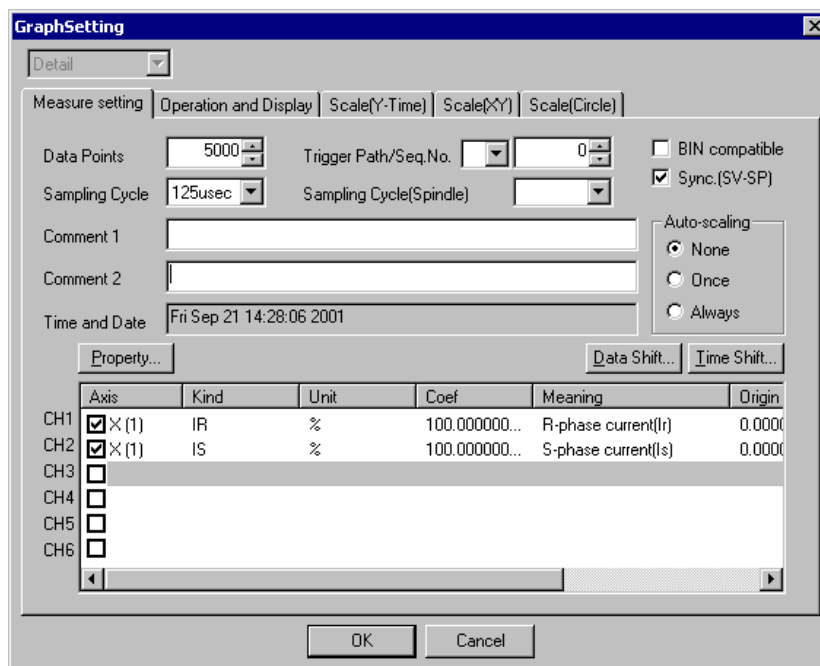 GraphSetting
Detail
Measure setting Operation and Display Scale(Y-Time) Scale(XY) Scale(Circle)
Data Points 5000 Trigger Path/Seq.No. 0 BIN compatible
Sampling Cycle 125usec Sampling Cycle(Spindle) Sync.(SV-SP)
Comment 1
Auto-scaling
None
Comment 2
Once
Time and Date Fri Sep 21 14:28:06 2001
Always
Property... Data Shift... Time Shift...
Axis Kind Unit Coef Meaning Origin
CH1 X (1) IR % 100.000000... R-phase current(Ir) 0.0000
CH2 X (1) IS % 100.000000... S-phase current(Is) 0.0000
CH3
CH4
CH5
CH6
OK Cancel